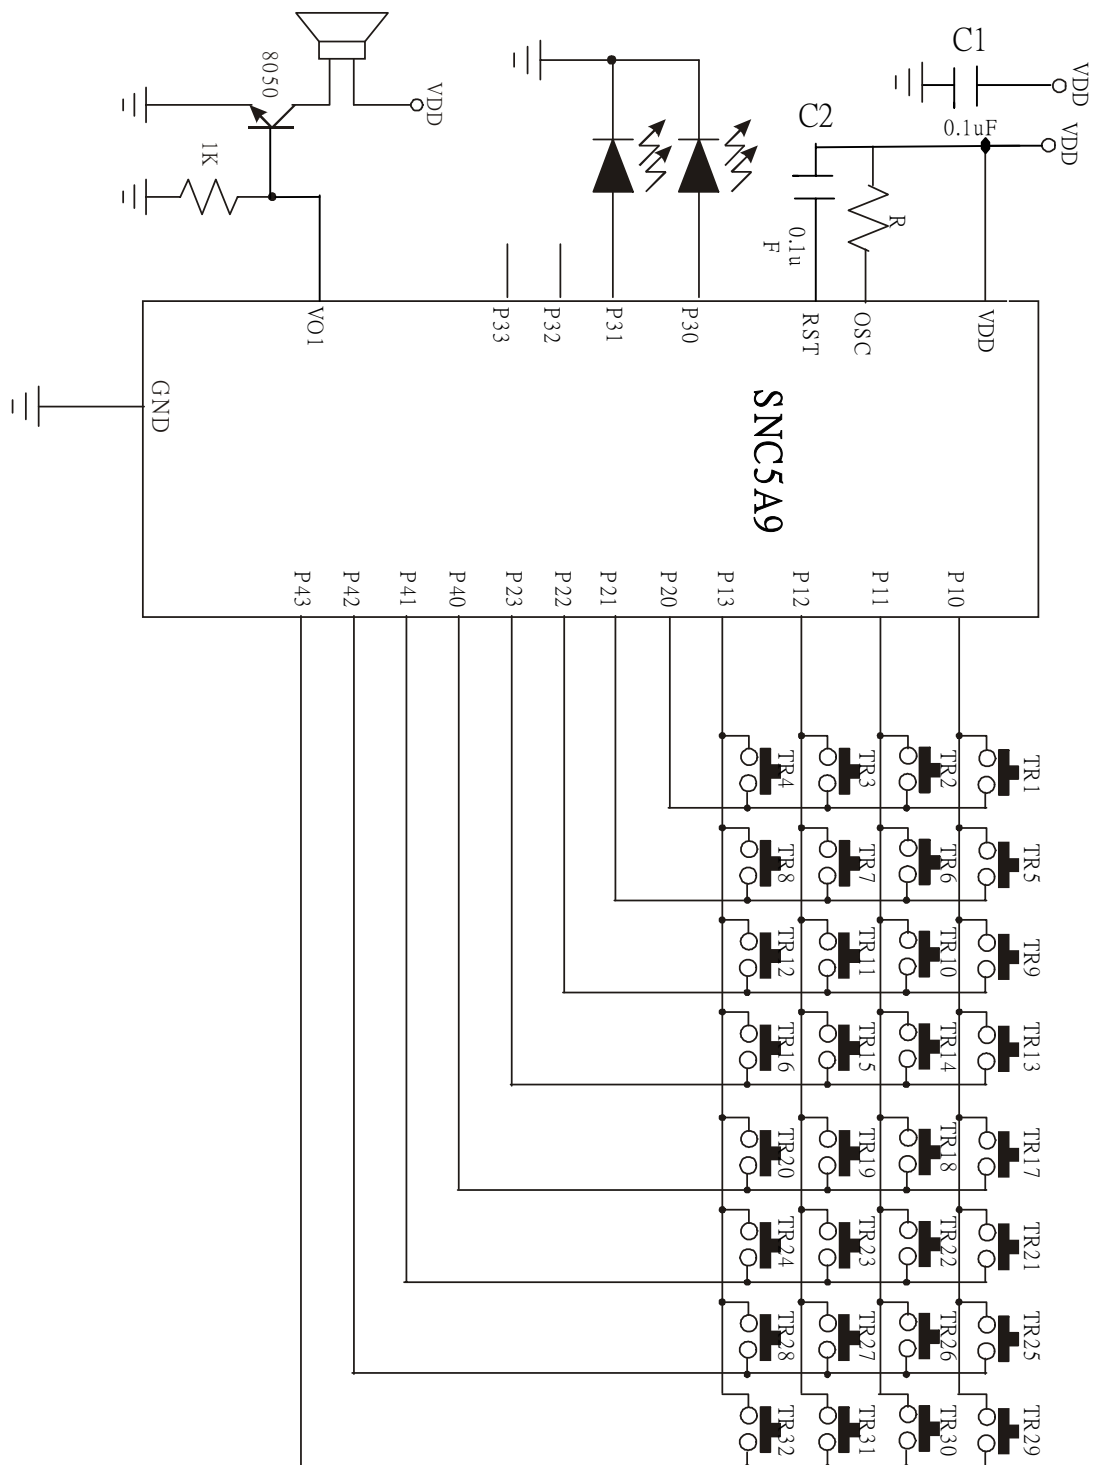 C1
VDD
0.1uF
VDD
C2
8050
VDD
1K
R
0.1u
F
VO1
P33
P32
P31
P30
RST
OSC
VDD
GND
SNC5A9
P43
P42
P41
P40
P23
P22
P21
P20
P13
P12
P11
P10
TR4
TR3
TR2
TR1
TR8
TR7
TR6
TR5
TR12
TR11
TR10
TR9
TR16
TR15
TR14
TR13
TR20
TR19
TR18
TR17
TR24
TR23
TR22
TR21
TR28
TR27
TR26
TR25
TR32
TR31
TR30
TR29